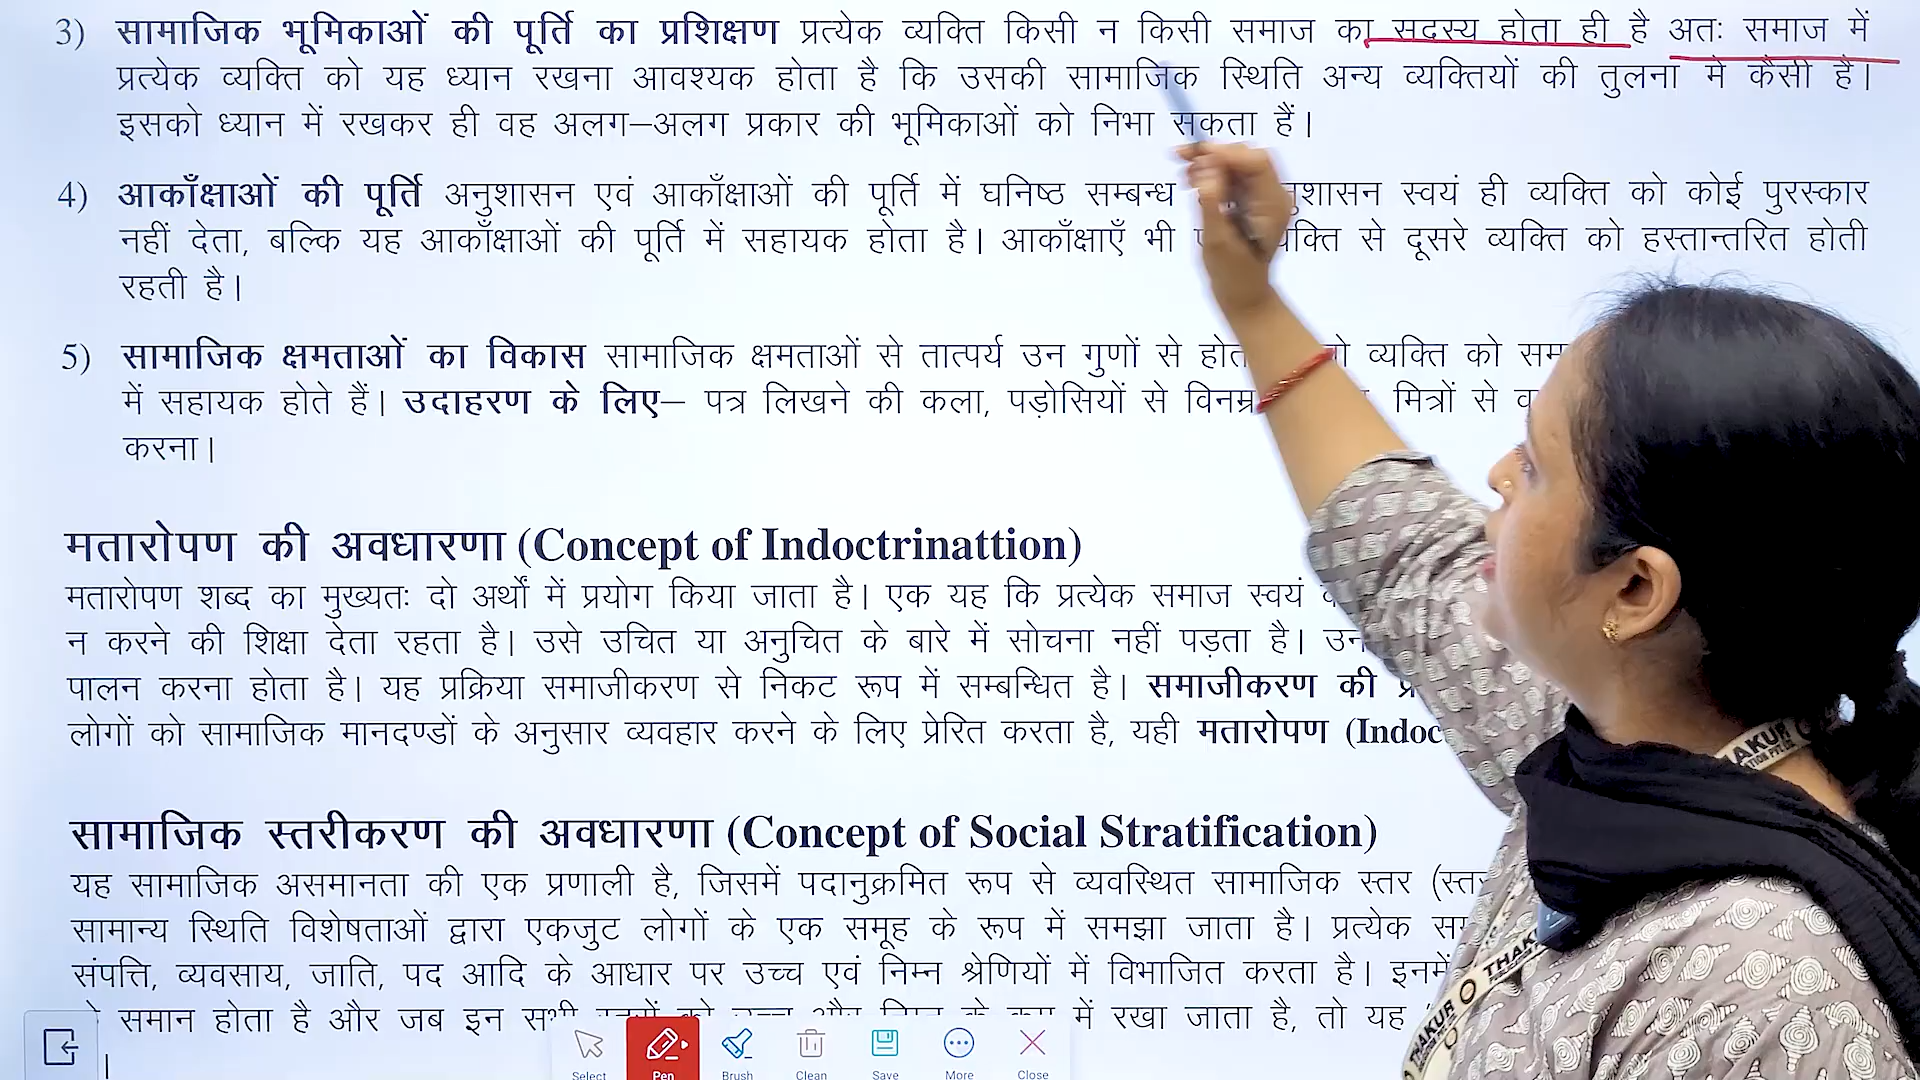 3) सामाजिक भूमिकाओं की पूर्ति का प्रशिक्षण प्रत्येक व्यक्ति किसी न किसी समाज का सदस्य होता ही है अतः समाज में
प्रत्येक व्यक्ति को यह ध्यान रखना आवश्यक होता है कि उसकी सामाजिक स्थिति अन्य व्यक्तियों की तुलना में कैसी है।
इसको ध्यान में रखकर ही वह अलग–अलग प्रकार की भूमिकाओं को निभा सकता हैं।
4) आकाँक्षाओं की पूर्ति अनुशासन एवं आकाँक्षाओं की पूर्ति में घनिष्ठ सम्बन्ध स्वयं ही व्यक्ति को कोई पुरस्कार
नहीं देता, बल्कि यह आकाँक्षाओं की पूर्ति में सहायक होता है। आकाँक्षाएँ भी से दूसरे व्यक्ति को हस्तान्तरित होती
रहती है।
5) सामाजिक क्षमताओं का विकास सामाजिक क्षमताओं से तात्पर्य उन गुणों से व्यक्ति को
में सहायक होते हैं। उदाहरण के लिए– पत्र लिखने की कला, पड़ोसियों से मित्रों से
करना।
मतारोपण की अवधारणा (Concept of Indoctrinattion)
मतारोपण शब्द का मुख्यतः दो अर्थों में प्रयोग किया जाता है। एक यह कि प्रत्येक समाज स्वयं
न करने की शिक्षा देता रहता है। उसे उचित या अनुचित के बारे में सोचना नहीं पड़ता है।
पालन करना होता है। यह प्रक्रिया समाजीकरण से निकट रूप में सम्बन्धित है। समाजीकरण की
लोगों को सामाजिक मानदण्डों के अनुसार व्यवहार करने के लिए प्रेरित करता है, यही मतारोपण
सामाजिक स्तरीकरण की अवधारणा (Concept of Social Stratification)
यह सामाजिक असमानता की एक प्रणाली है, जिसमें पदानुक्रमित रूप से व्यवस्थित सामाजिक स्तर
सामान्य स्थिति विशेषताओं द्वारा एकजुट लोगों के एक समूह के रूप में समझा जाता है। प्रत्येक
संपत्ति, व्यवसाय, जाति, पद आदि के आधार पर उच्च एवं निम्न श्रेणियों में विभाजित करता है।
समान होता है और जब इन में रखा जाता है, तो यह
Select Pen Brush Clean Save More Close
THAKUR